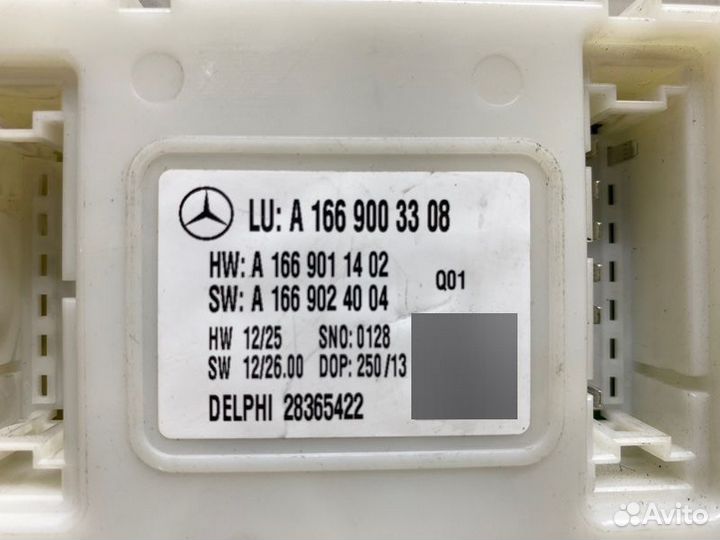 LU: A 166 900 33 08
HW: A 166 901 14 02
SW: A 166 902 40 04
Q01
HW 12/25 SNO: 0128
SW 12/26.00 DOP: 250/13
DELPHI 28365422
Avito